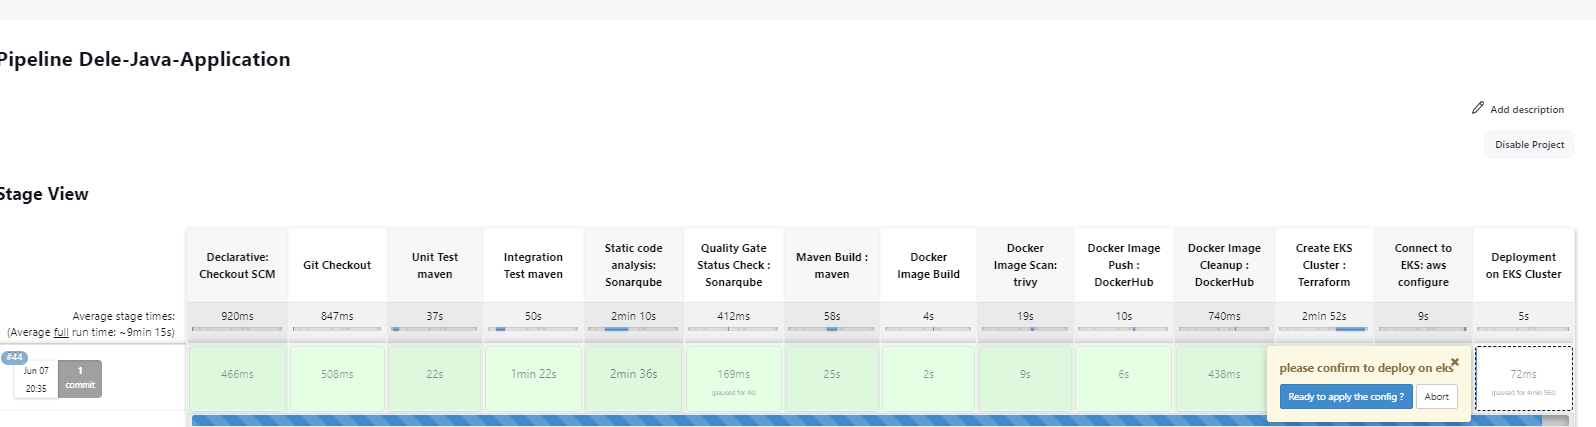 Pipeline Dele-Java-Application
Add description
Disable Project
Stage View
Declarative:
Checkout SCM
Git Checkout
Unit Test
maven
Integration
Test maven
Static code
analysis:
Sonarqube
Quality Gate
Status Check :
Sonarqube
Maven Build :
maven
Docker
Image Build
Docker
Image Scan:
trivy
Docker Image
Push :
DockerHub
Docker Image
Cleanup :
DockerHub
Create EKS
Cluster :
Terraform
Connect to
EKS: aws
configure
Deployment
on EKS Cluster
Average stage times:
(Average full run time: ~9min 15s)
920ms
847ms
37s
50s
2min 10s
412ms
58s
4s
19s
10s
740ms
2min 52s
9s
5s
#44
Jun 07
20:35
1
commit
466ms
508ms
22s
1min 22s
2min 36s
169ms
(paused for 4s)
25s
2s
9s
6s
438ms
please confirm to deploy on eks
Ready to apply the config ?
Abort
72ms
(paused for 4min 56s)